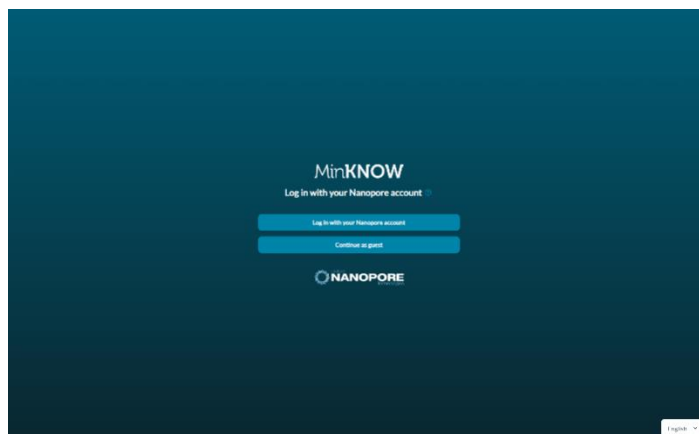 MinKNOW
Log in with your Nanopore account
Log in with your Nanopore account
Continue as guest
NANOPORE
English